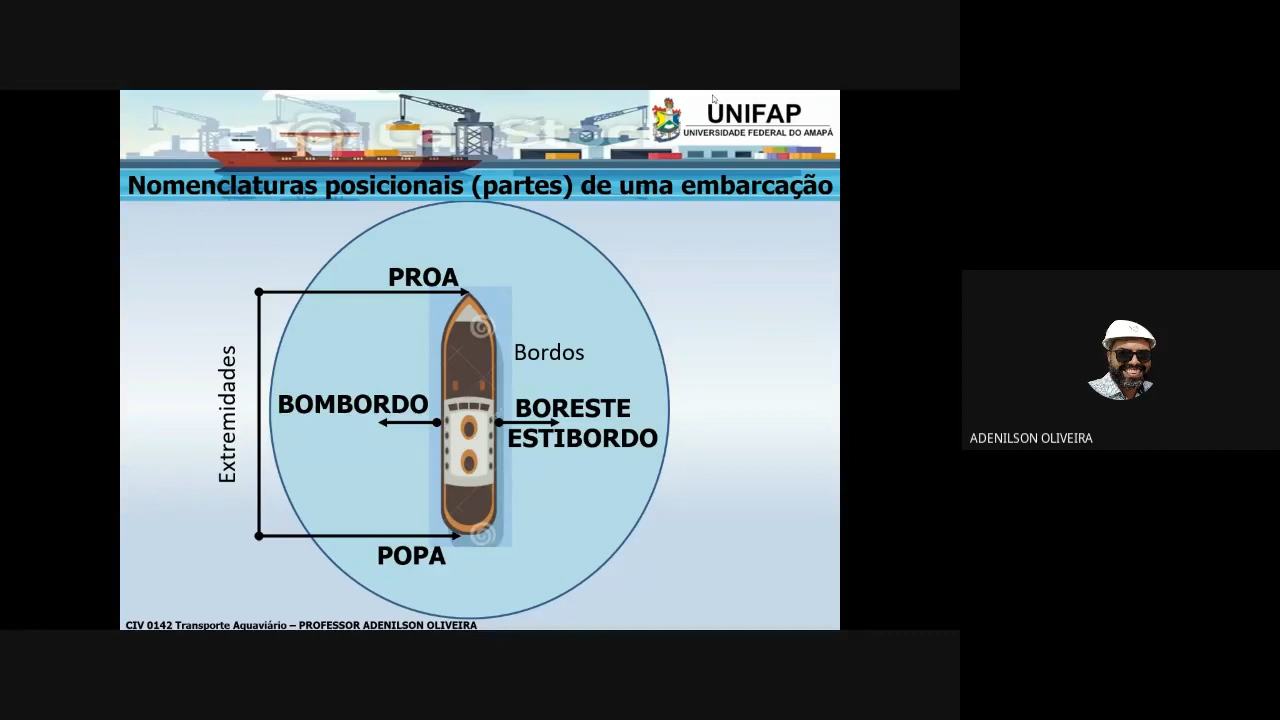 UNIFAP
UNIVERSIDADE FEDERAL DO AMAPÁ
Nomenclaturas posicionais (partes) de uma embarcação
PROA
Bordos
Extremidades
BOMBORDO
BORESTE
ESTIBORDO
POPA
CIV 0142 Transporte Aquaviário – PROFESSOR ADENILSON OLIVEIRA
ADENILSON OLIVEIRA